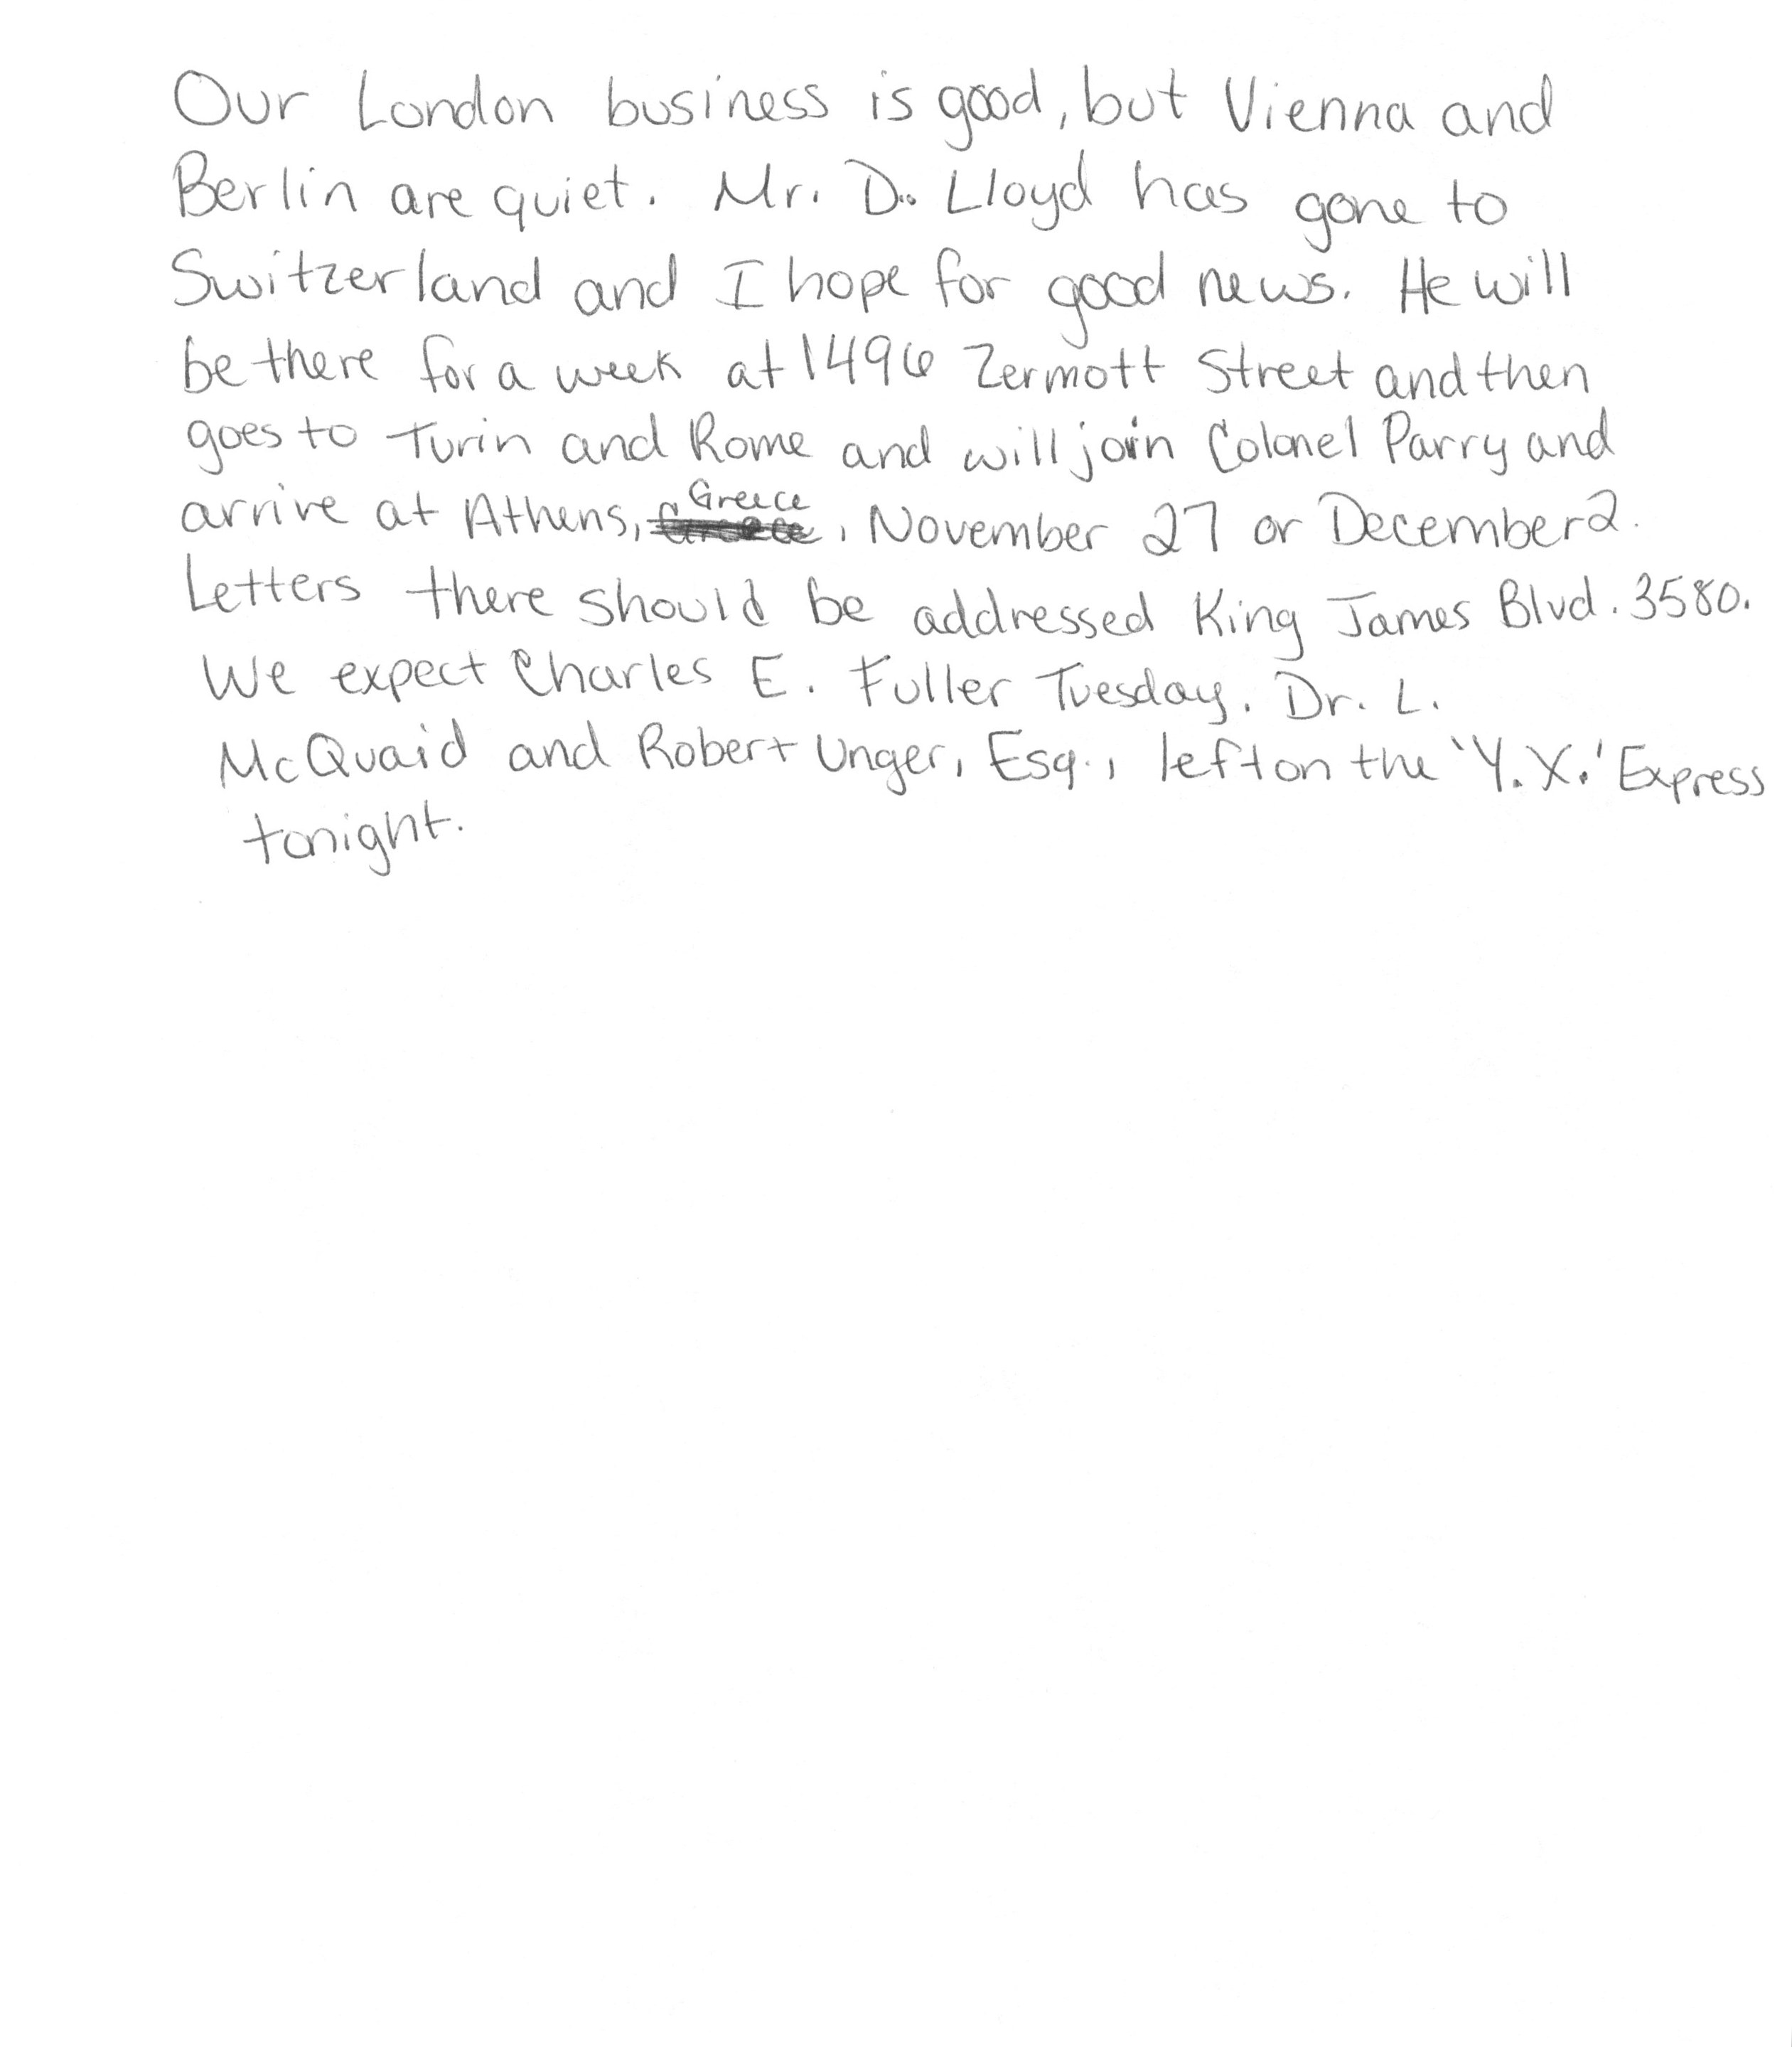 Our London business is good, but Vienna and
Berlin are quiet. Mr. D. Lloyd has gone to
Switzerland and I hope for good news. He will
be there for a week at 1496 Zermott Street and then
goes to Turin and Rome and will join Colonel Parry and
arrive at Athens, Greece, November 27 or December 2.
Letters there should be addressed King James Blvd. 3580.
We expect Charles E. Fuller Tuesday. Dr. L.
McQuaid and Robert Unger, Esq., left on the 'Y.X.' Express
tonight.